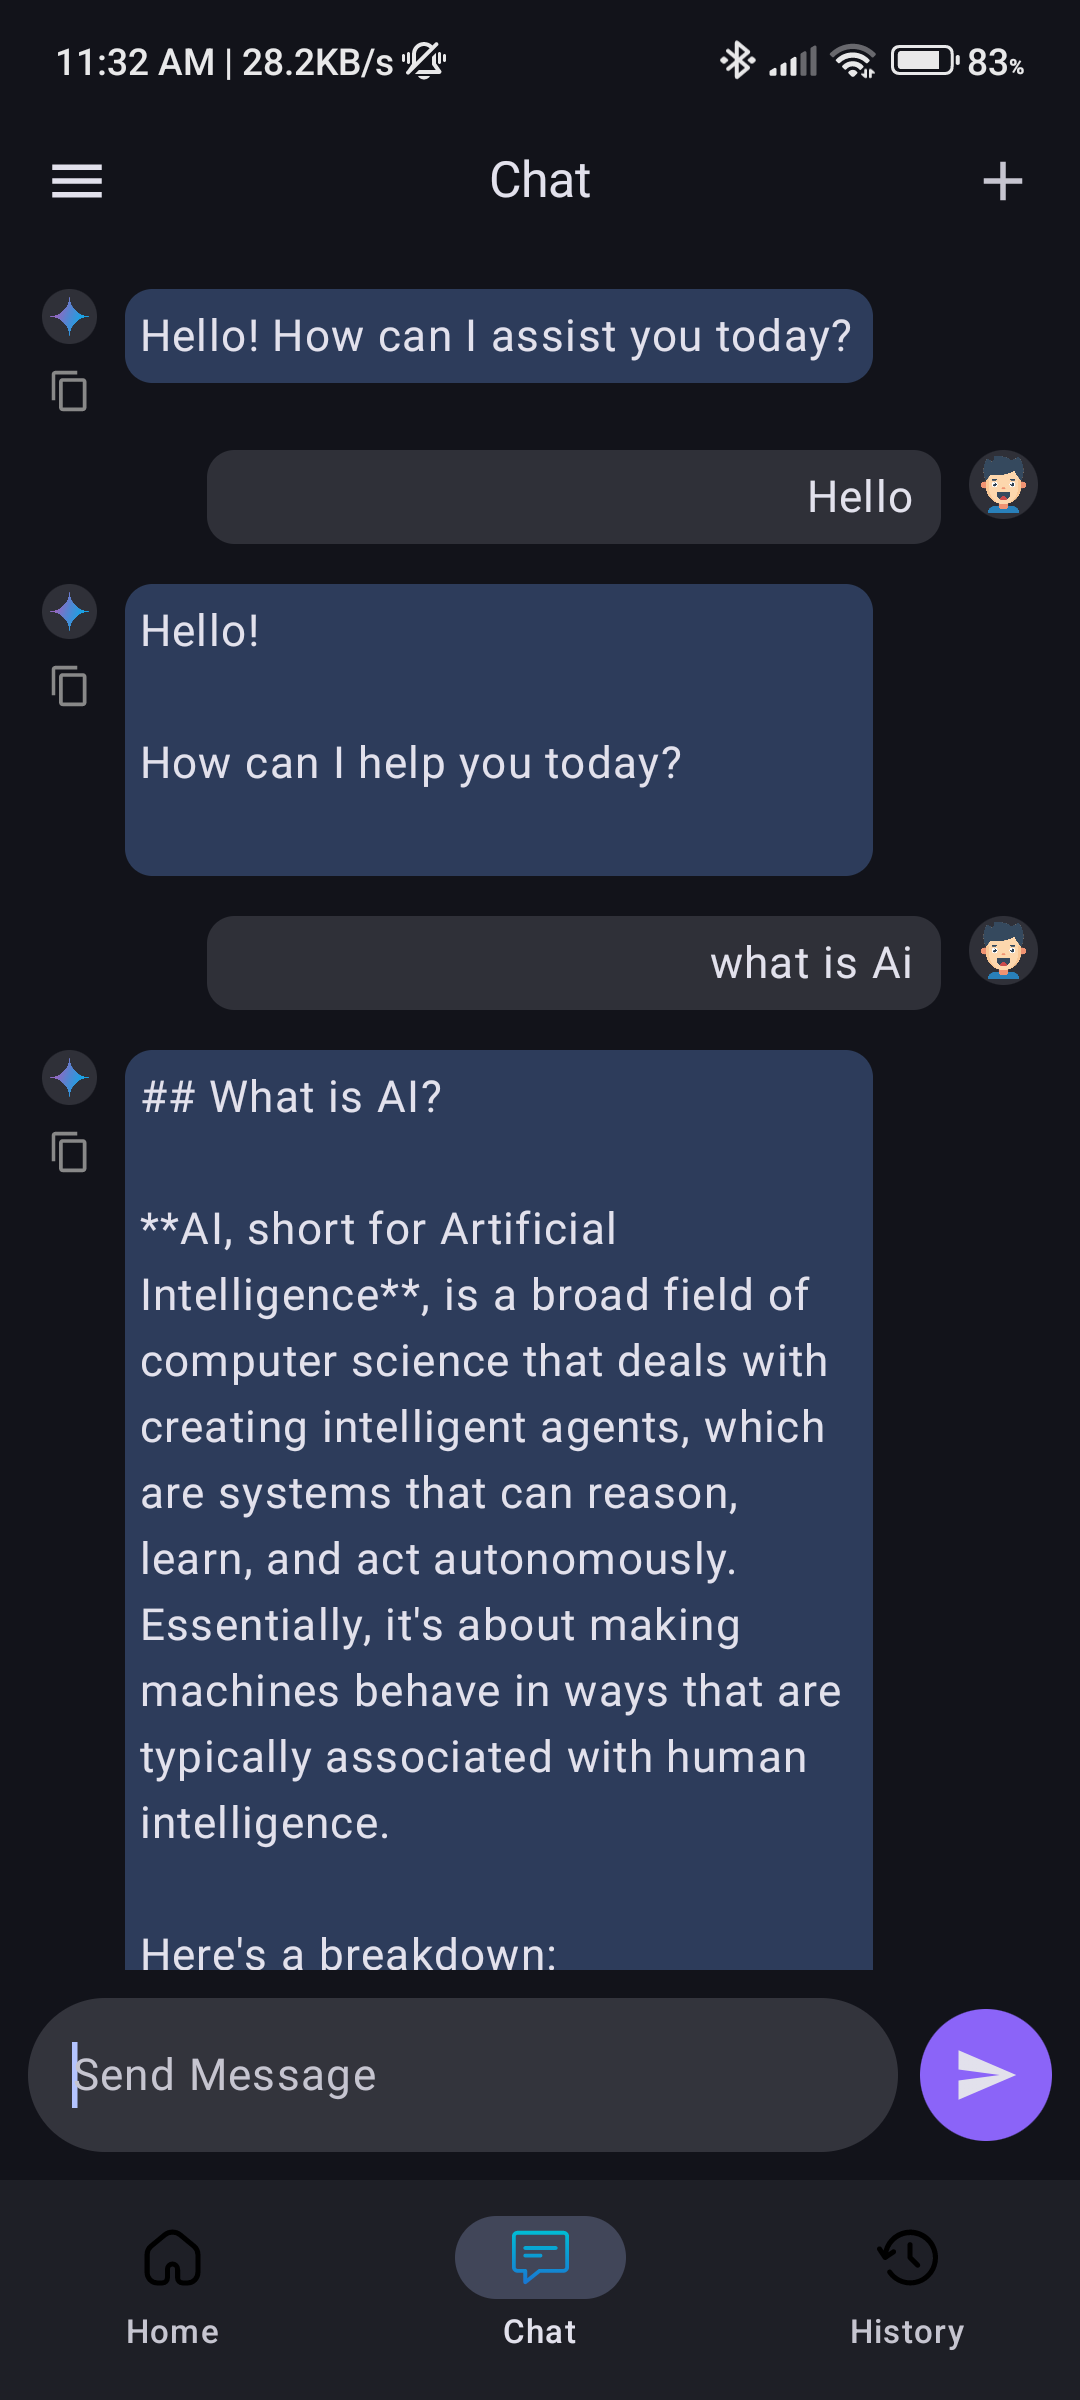 11:32 AM | 28.2KB/s 83%
Chat
Hello! How can I assist you today?
Hello
Hello!
How can I help you today?
what is Ai
## What is AI?
**AI, short for Artificial
Intelligence**, is a broad field of
computer science that deals with
creating intelligent agents, which
are systems that can reason,
learn, and act autonomously.
Essentially, it's about making
machines behave in ways that are
typically associated with human
intelligence.
Here's a breakdown:
Send Message
Home Chat History